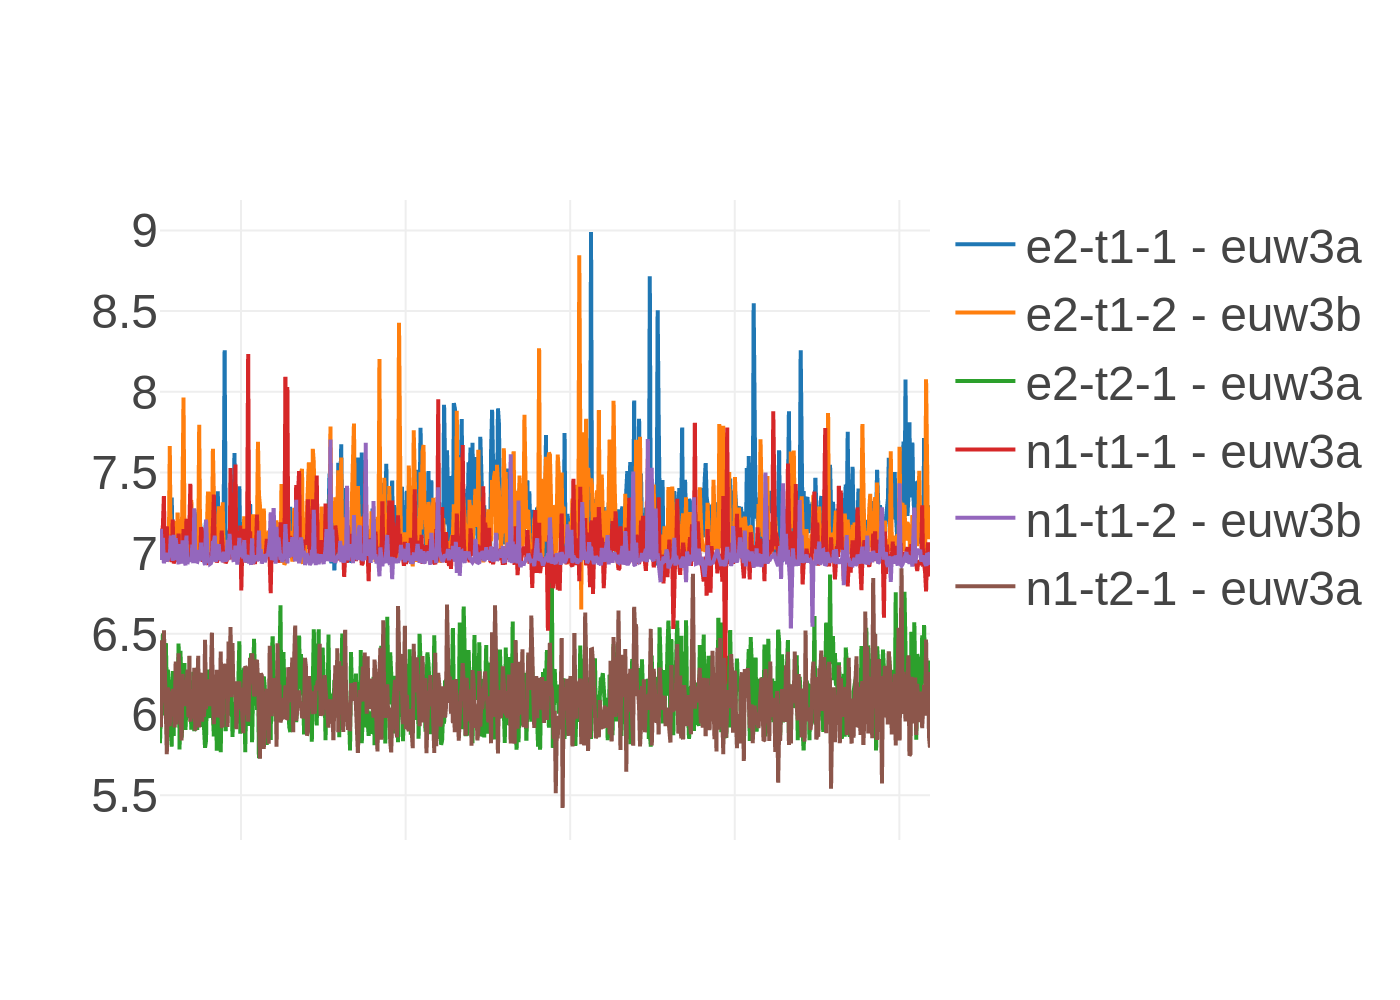 9
8.5
8
7.5
7
6.5
6
5.5
e2-t1-1 - euw3a
e2-t1-2 - euw3b
e2-t2-1 - euw3a
n1-t1-1 - euw3a
n1-t1-2 - euw3b
n1-t2-1 - euw3a